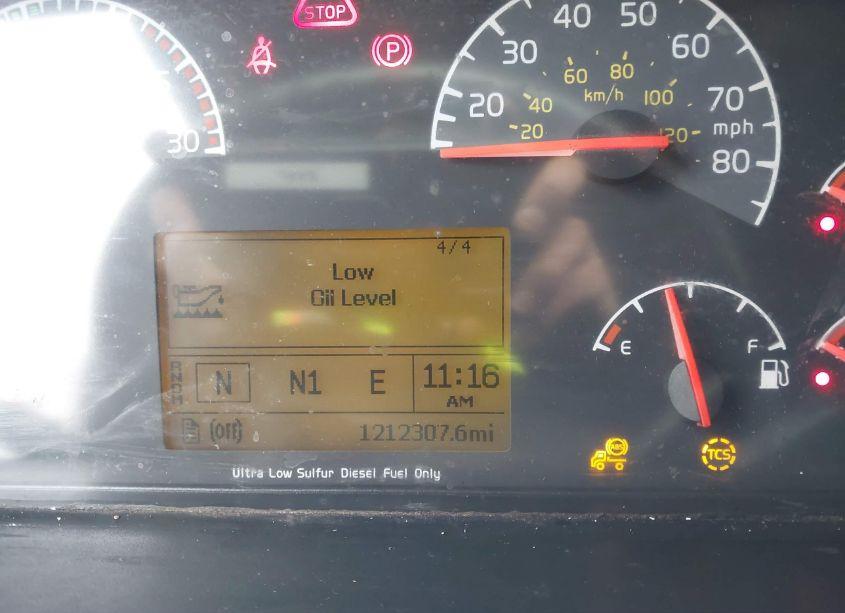 STOP
P
40 50
30 60
20 70
80
mph
60 80
40 100
20 120
km/h
30
4/4
Low
Oil Level
R
N
D
M
N N1 E 11:16
AM
(OFF) 1212307.6mi
Ultra Low Sulfur Diesel Fuel Only
E F
ABS
TCS